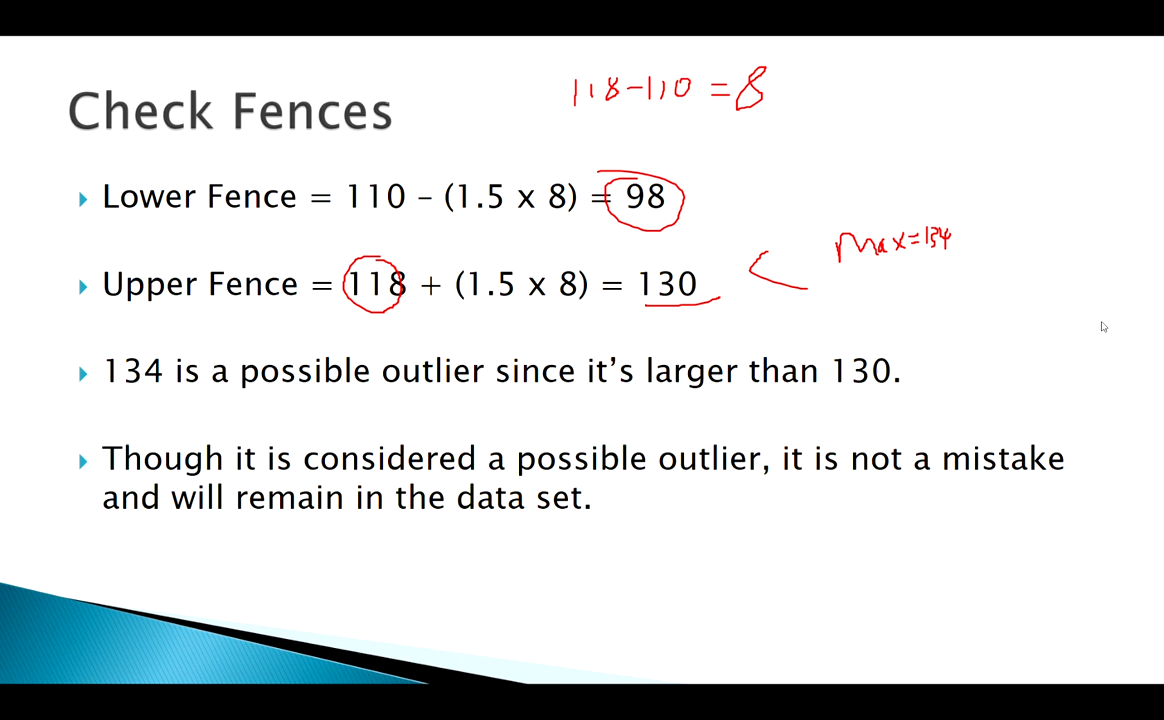 118-110 = 8
Check Fences
Lower Fence = 110 – (1.5 x 8) = 98
max=134
Upper Fence = 118 + (1.5 x 8) = 130 <
134 is a possible outlier since it’s larger than 130.
Though it is considered a possible outlier, it is not a mistake
and will remain in the data set.